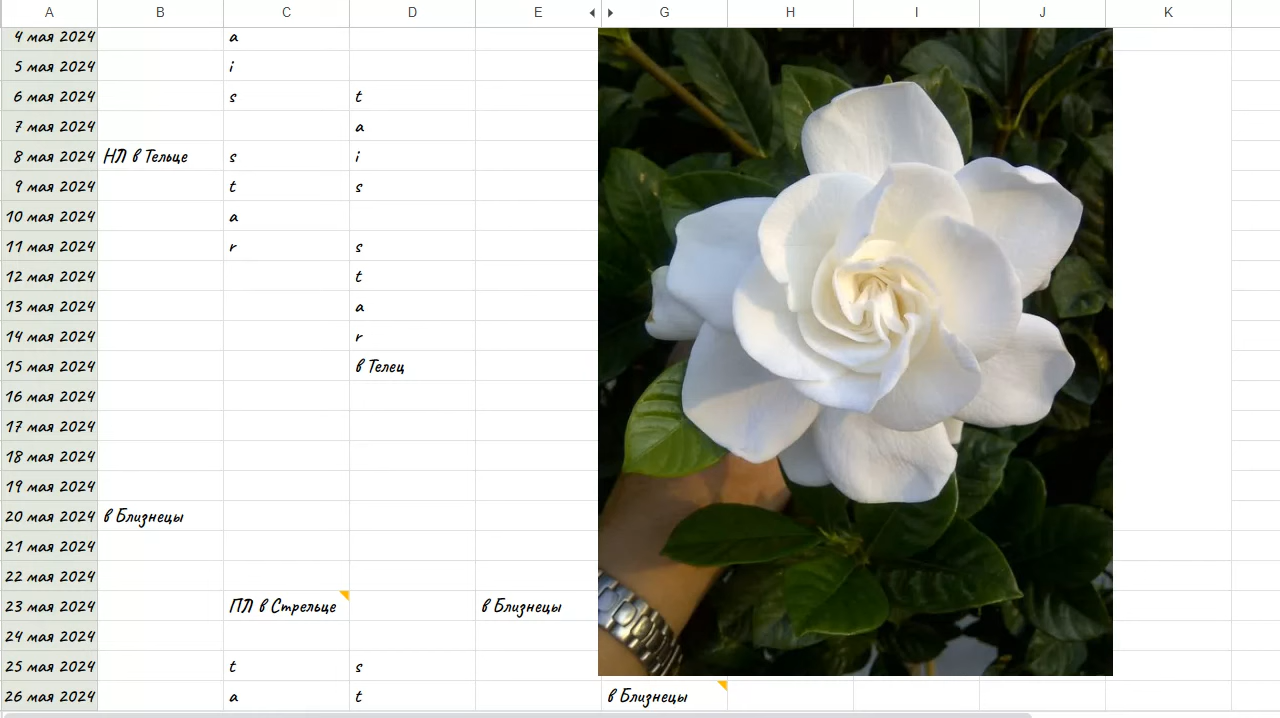 A B C D E G H I J K
4 мая 2024 a
5 мая 2024 i
6 мая 2024 s t
7 мая 2024 a
8 мая 2024 НЛ в Тельце s i
9 мая 2024 t s
10 мая 2024 a
11 мая 2024 r s
12 мая 2024 t
13 мая 2024 a
14 мая 2024 r
15 мая 2024 в Телец
16 мая 2024
17 мая 2024
18 мая 2024
19 мая 2024
20 мая 2024 в Близнецы
21 мая 2024
22 мая 2024
23 мая 2024 ПЛ в Стрельце в Близнецы
24 мая 2024
25 мая 2024 t s
26 мая 2024 a t в Близнецы